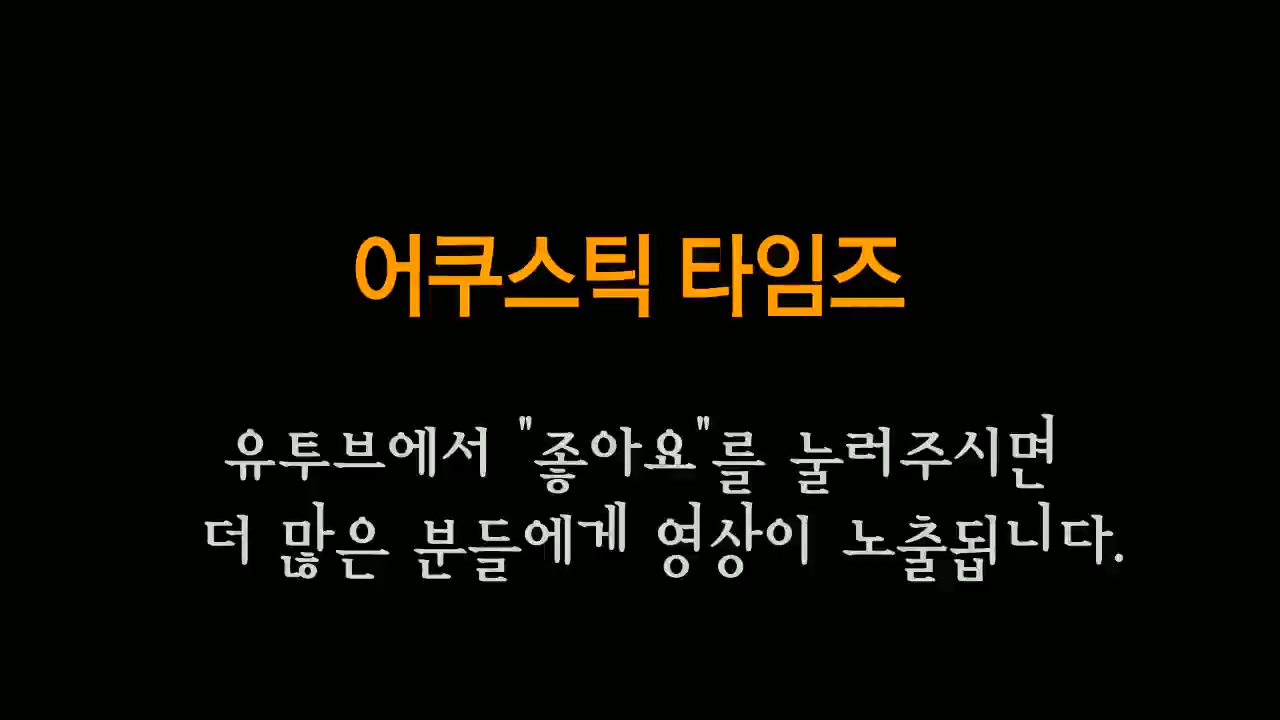 어쿠스틱 타임즈
유투브에서 "좋아요"를 눌러주시면
더 많은 분들에게 영상이 노출됩니다.